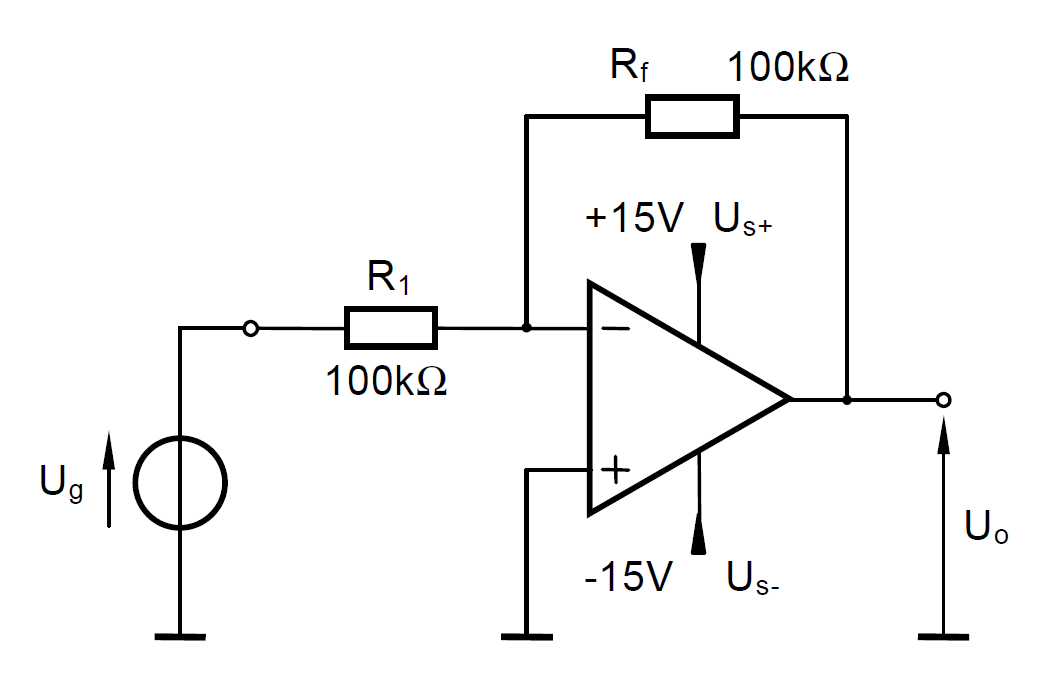 Rf 100kΩ
+15V Us+
R1
100kΩ
−
Ug
+
Uo
-15V Us-